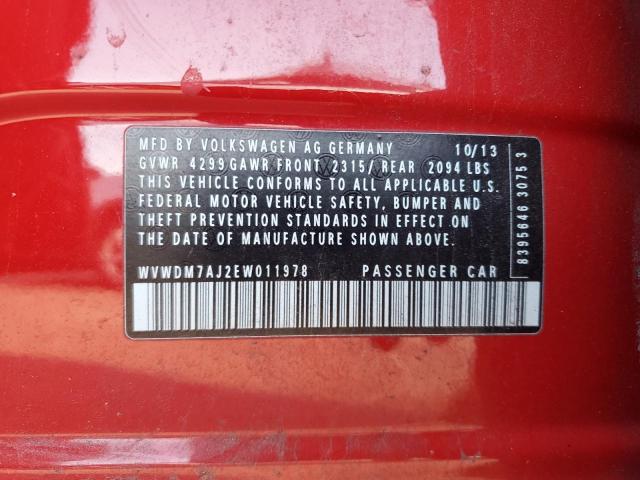 MFD BY VOLKSWAGEN AG GERMANY 10/13
GVWR 4299 GAWR FRONT 2315/ REAR 2094 LBS
THIS VEHICLE CONFORMS TO ALL APPLICABLE U.S.
FEDERAL MOTOR VEHICLE SAFETY, BUMPER AND
THEFT PREVENTION STANDARDS IN EFFECT ON
THE DATE OF MANUFACTURE SHOWN ABOVE.
WVWDM7AJ2EW011978 PASSENGER CAR
8395646 3075 3